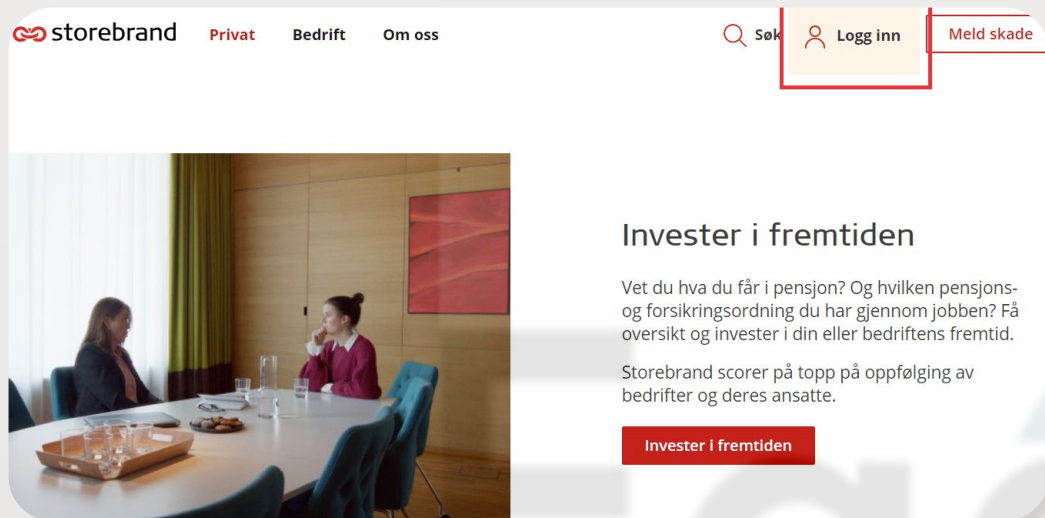 storebrand Privat Bedrift Om oss Søk Logg inn Meld skade
Invester i fremtiden
Vet du hva du får i pensjon? Og hvilken pensjons-
og forsikringsordning du har gjennom jobben? Få
oversikt og invester i din eller bedriftens fremtid.
Storebrand scorer på topp på oppfølging av
bedrifter og deres ansatte.
Invester i fremtiden